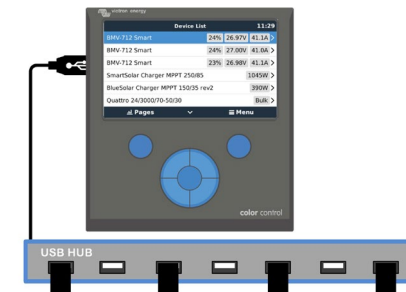 victron energy
Device List 11:29
BMV-712 Smart 24% 26.97V 41.1A >
BMV-712 Smart 24% 27.00V 41.0A >
BMV-712 Smart 23% 26.98V 41.1A >
SmartSolar Charger MPPT 250/85 1045W >
BlueSolar Charger MPPT 150/35 rev2 390W >
Quattro 24/3000/70-50/30 Bulk >
Pages Menu
color control
USB HUB